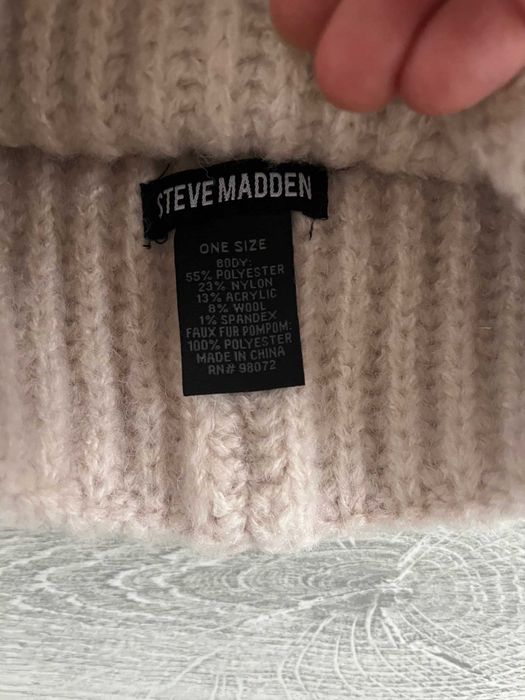 STEVE MADDEN
ONE SIZE
BODY:
55% POLYESTER
23% NYLON
13% ACRYLIC
8% WOOL
1% SPANDEX
FAUX FUR POMPOM:
100% POLYESTER
MADE IN CHINA
RN# 98072